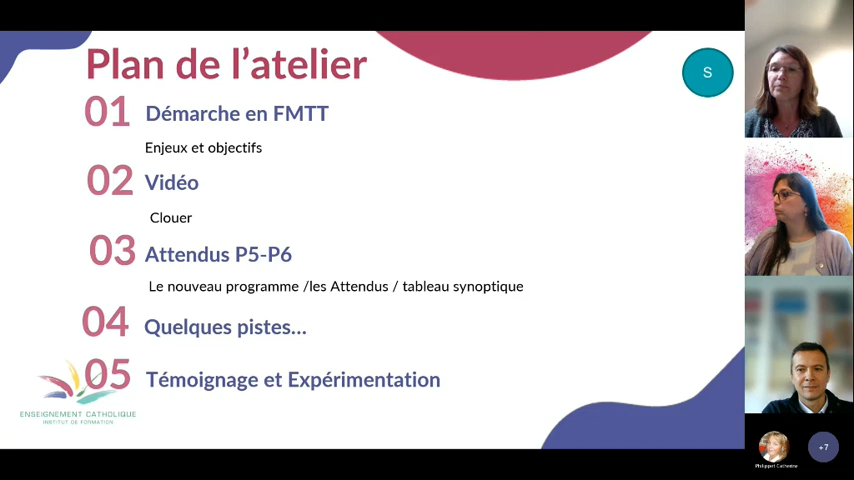 Plan de l'atelier
S
01 Démarche en FMTT
Enjeux et objectifs
02 Vidéo
Clouer
03 Attendus P5-P6
Le nouveau programme /les Attendus / tableau synoptique
04 Quelques pistes...
05 Témoignage et Expérimentation
ENSEIGNEMENT CATHOLIQUE
INSTITUT DE FORMATION
+7
Philippet Catherine